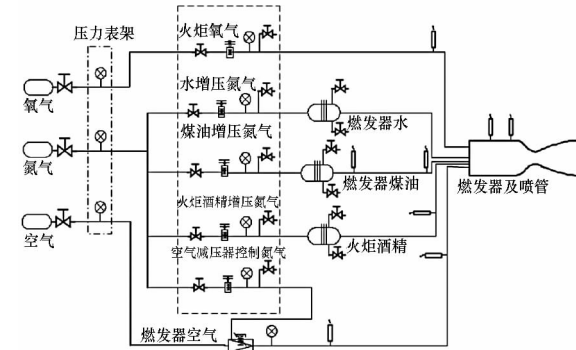 压力表架
火炬氧气
氧气
水增压氮气
燃发器水
煤油增压氮气
氮气
燃发器煤油
燃发器及喷管
火炬酒精增压氮气
空气
火炬酒精
空气减压器控制氮气
燃发器空气